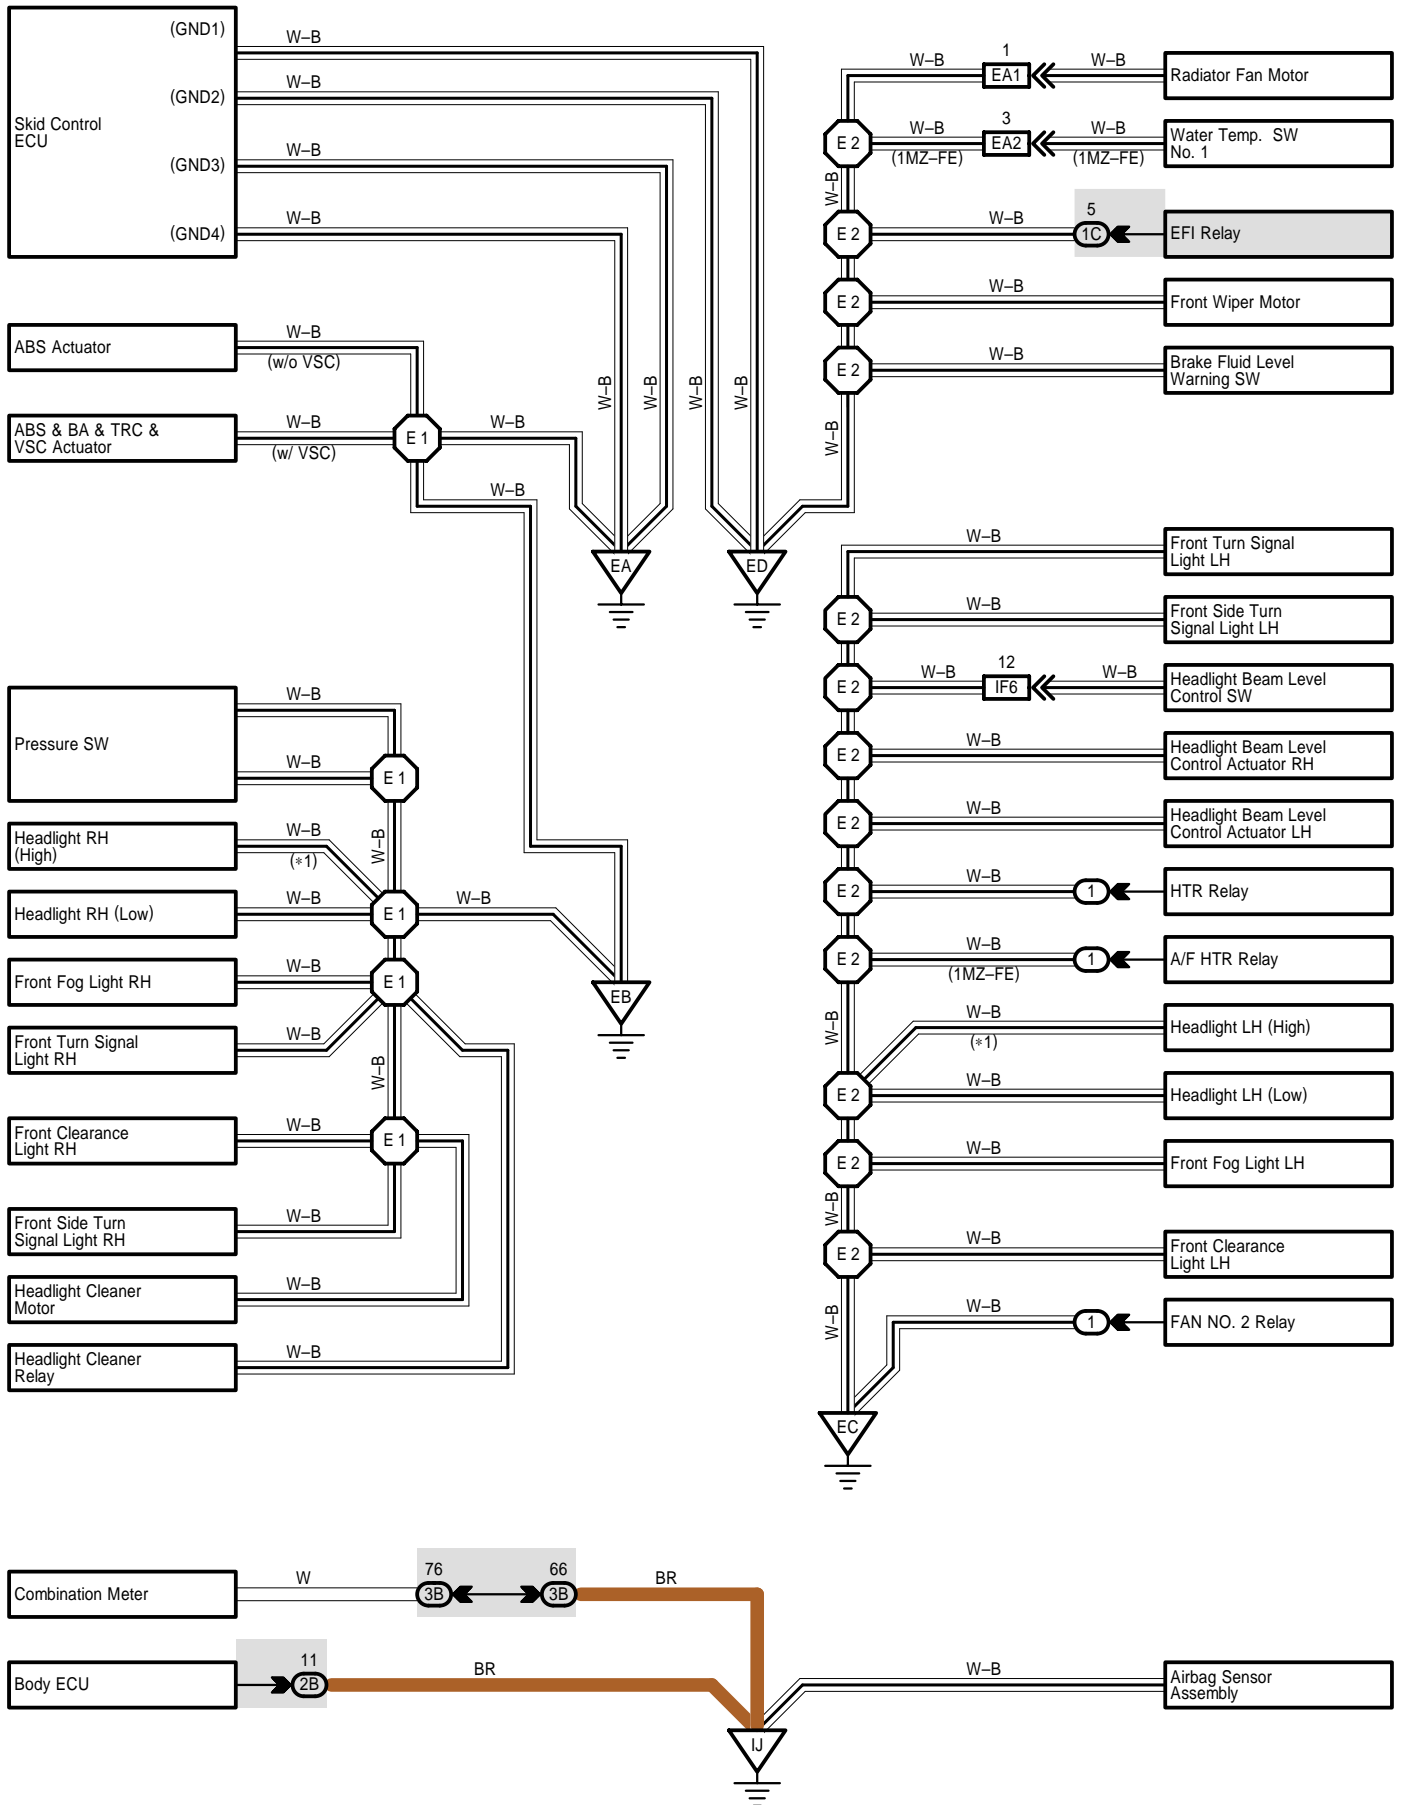 (GND1)
W–B
(GND2)
W–B
Skid Control
ECU
(GND3)
W–B
(GND4)
W–B
ABS Actuator
W–B
(w/o VSC)
ABS & BA & TRC &
VSC Actuator
W–B
(w/ VSC)
E 1
W–B
W–B
W–B
W–B
W–B
W–B
EA
ED
1
W–B
EA1
W–B
Radiator Fan Motor
3
E 2
W–B
(1MZ–FE)
EA2
W–B
(1MZ–FE)
Water Temp. SW
No. 1
W–B
5
E 2
W–B
1C
EFI Relay
E 2
W–B
Front Wiper Motor
E 2
W–B
Brake Fluid Level
Warning SW
W–B
W–B
Front Turn Signal
Light LH
E 2
W–B
Front Side Turn
Signal Light LH
12
E 2
W–B
IF6
W–B
Headlight Beam Level
Control SW
E 2
W–B
Headlight Beam Level
Control Actuator RH
E 2
W–B
Headlight Beam Level
Control Actuator LH
E 2
W–B
1
HTR Relay
E 2
W–B
(1MZ–FE)
1
A/F HTR Relay
W–B
W–B
(∗1)
Headlight LH (High)
E 2
W–B
Headlight LH (Low)
E 2
W–B
Front Fog Light LH
W–B
E 2
W–B
Front Clearance
Light LH
W–B
W–B
1
FAN NO. 2 Relay
EC
Pressure SW
W–B
W–B
E 1
W–B
Headlight RH
(High)
W–B
(∗1)
Headlight RH (Low)
W–B
E 1
W–B
Front Fog Light RH
W–B
E 1
EB
Front Turn Signal
Light RH
W–B
W–B
Front Clearance
Light RH
W–B
E 1
Front Side Turn
Signal Light RH
W–B
Headlight Cleaner
Motor
W–B
Headlight Cleaner
Relay
W–B
Combination Meter
W
76
3B
66
3B
BR
Body ECU
11
2B
BR
W–B
Airbag Sensor
Assembly
IJ